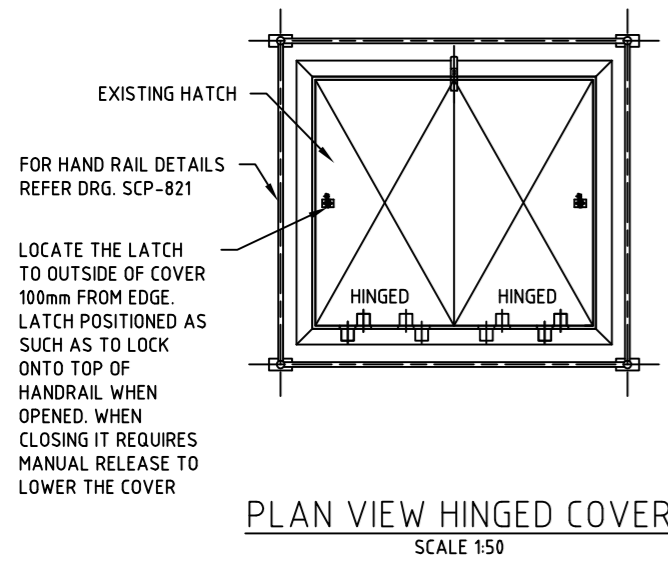 EXISTING HATCH
FOR HAND RAIL DETAILS
REFER DRG. SCP-821
LOCATE THE LATCH
TO OUTSIDE OF COVER
100mm FROM EDGE.
LATCH POSITIONED AS
SUCH AS TO LOCK
ONTO TOP OF
HANDRAIL WHEN
OPENED. WHEN
CLOSING IT REQUIRES
MANUAL RELEASE TO
LOWER THE COVER
HINGED
HINGED
PLAN VIEW HINGED COVER
SCALE 1:50